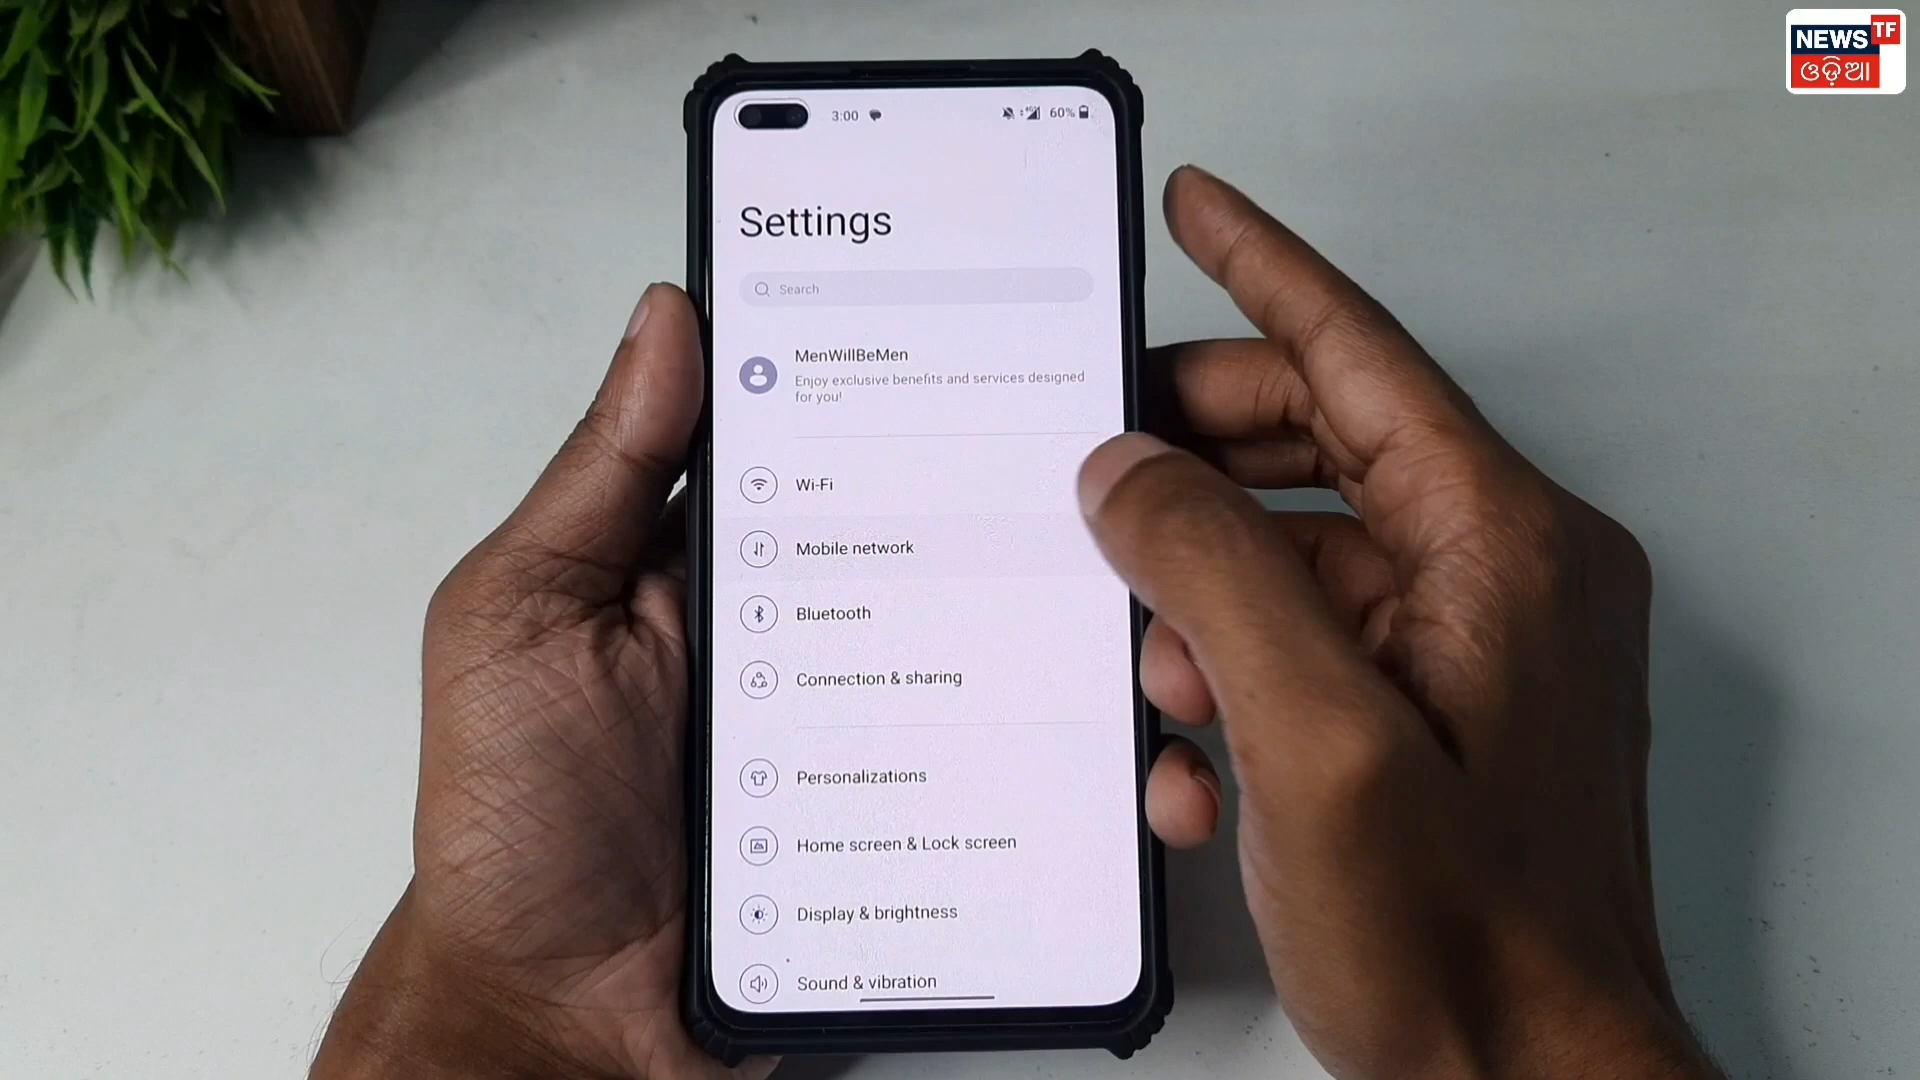 NEWS TF
ଓଡ଼ିଆ
3:00
60%
Settings
Search
MenWillBeMen
Enjoy exclusive benefits and services designed
for you!
Wi-Fi
Mobile network
Bluetooth
Connection & sharing
Personalizations
Home screen & Lock screen
Display & brightness
Sound & vibration